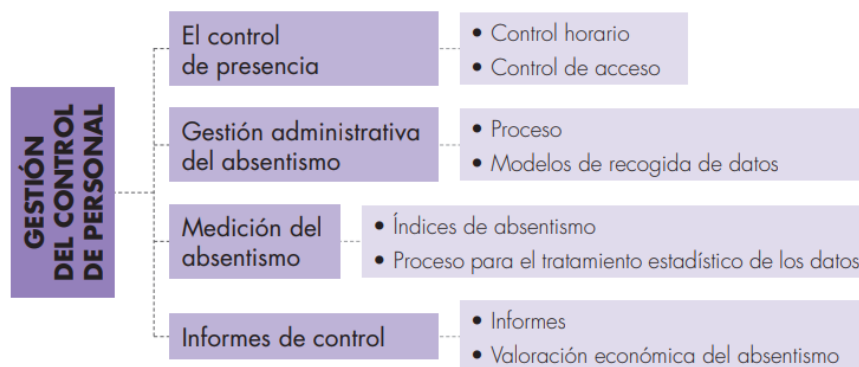 GESTIÓN
DEL CONTROL
DE PERSONAL
El control
de presencia
• Control horario
• Control de acceso
Gestión administrativa
del absentismo
• Proceso
• Modelos de recogida de datos
Medición del
absentismo
• Índices de absentismo
• Proceso para el tratamiento estadístico de los datos
Informes de control
• Informes
• Valoración económica del absentismo